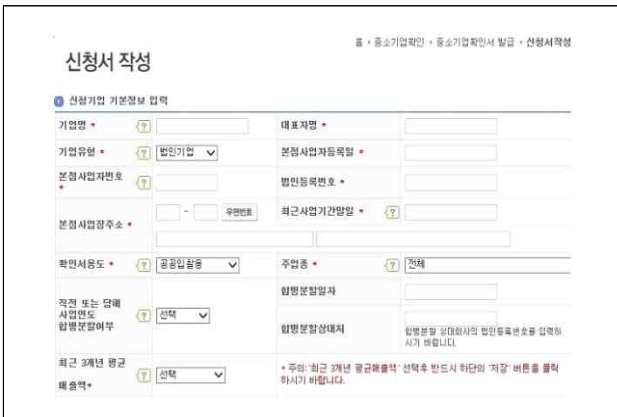 홈 > 중소기업확인 > 중소기업확인서 발급 > 신청서작성
신청서 작성
신청기업 기본정보 입력
기업명 * ? 대표자명 *
기업유형 * ? 법인기업 본점사업자등록일 *
본점사업자번호 * ? 법인등록번호 *
본점사업장주소 * - 우편번호 최근사업기간말일 * ?
확인서용도 * ? 공공입찰용 주업종 * ? 전체
직전 또는 당해
사업연도
합병분할여부 ? 선택
합병분할일자
합병분할상대처
합병분할 상대회사의 법인등록번호를 입력하
시기 바랍니다.
최근 3개년 평균
매출액* ? 선택
* 주의:'최근 3개년 평균매출액' 선택후 반드시 하단의 '저장' 버튼을 클릭
하시기 바랍니다.